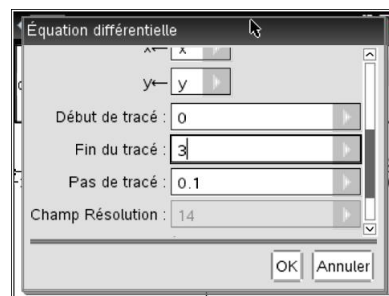 Équation différentielle
x← x
y← y
Début de tracé : 0
Fin du tracé : 3
Pas de tracé : 0.1
Champ Résolution : 14
OK Annuler